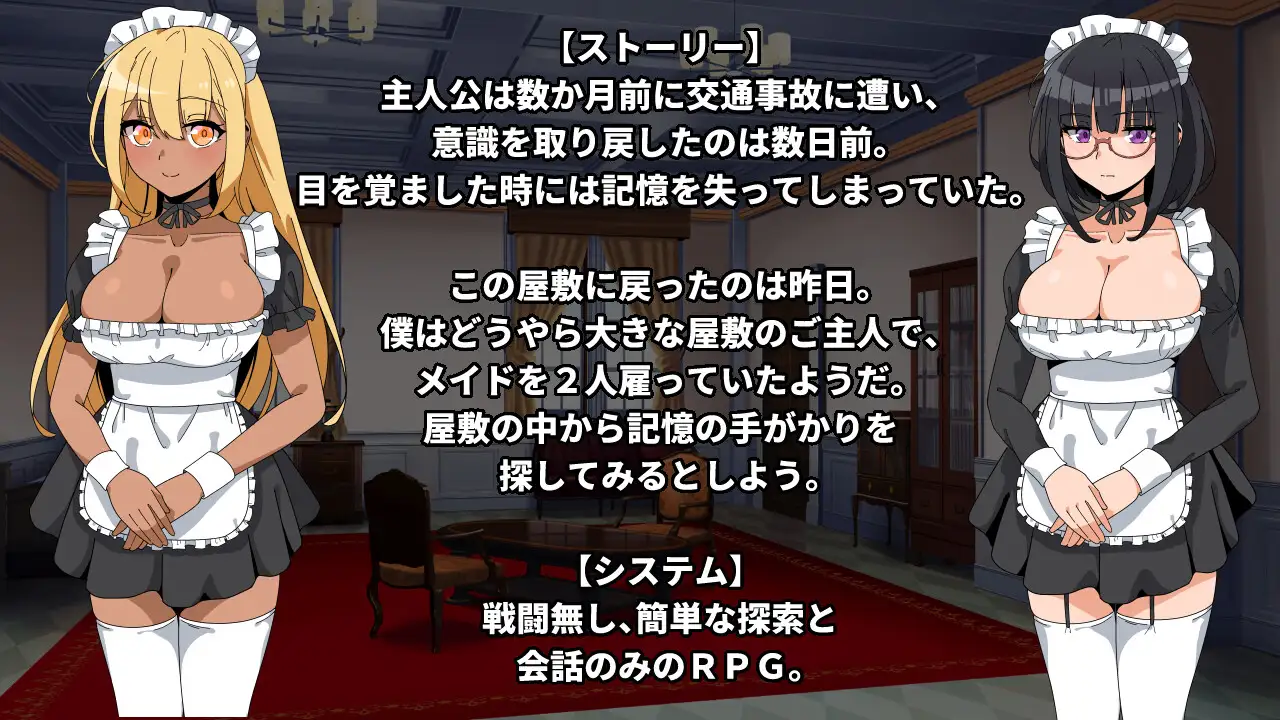 【ストーリー】
主人公は数か月前に交通事故に遭い、
意識を取り戻したのは数日前。
目を覚ました時には記憶を失ってしまっていた。
この屋敷に戻ったのは昨日。
僕はどうやら大きな屋敷のご主人で、
メイドを２人雇っていたようだ。
屋敷の中から記憶の手がかりを
探してみるとしよう。
【システム】
戦闘無し、簡単な探索と
会話のみのＲＰＧ。